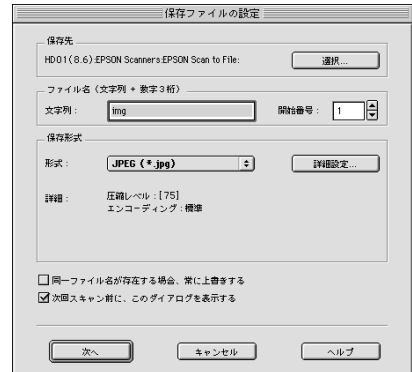 保存ファイルの設定
保存先
HD01(8.6):EPSON Scanners:EPSON Scan to File:
選択...
ファイル名（文字列 + 数字3桁）
文字列：
img
開始番号：
1
保存形式
形式：
JPEG (*.jpg)
詳細設定...
詳細：
圧縮レベル：[75]
エンコーディング：標準
同一ファイル名が存在する場合、常に上書きする
次回スキャン前に、このダイアログを表示する
次へ
キャンセル
ヘルプ